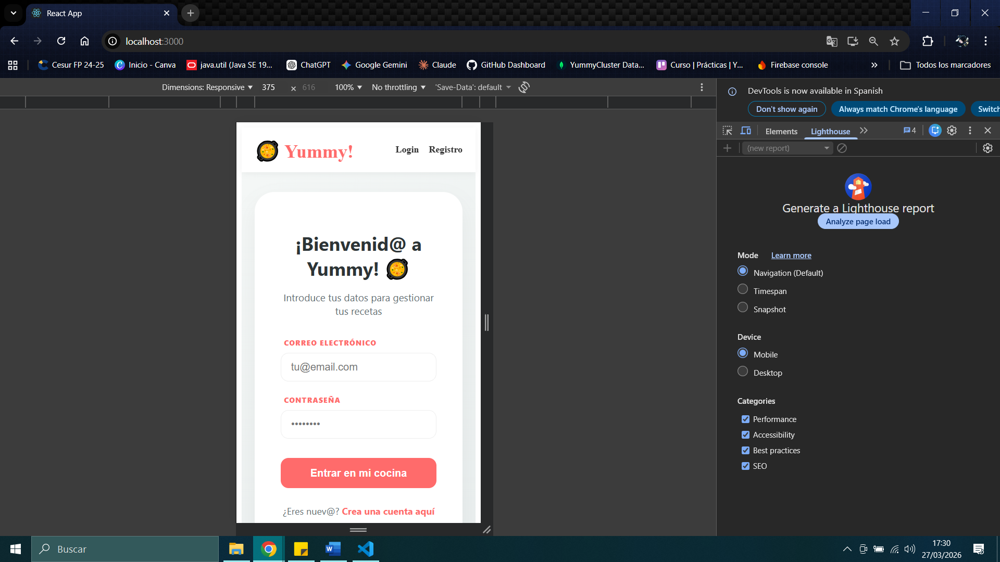 React App
localhost:3000
Cesur FP 24-25
Inicio - Canva
java.util (Java SE 19...
ChatGPT
Google Gemini
Claude
GitHub Dashboard
YummyCluster Data...
Curso | Prácticas | Y...
Firebase console
Todos los marcadores
Dimensions: Responsive
375
×
616
100%
No throttling
'Save-Data': default
DevTools is now available in Spanish
Don't show again
Always match Chrome's language
Switch
Elements
Lighthouse
4
(new report)
Yummy!
Login
Registro
¡Bienvenid@ a
Yummy!
Introduce tus datos para gestionar
tus recetas
CORREO ELECTRÓNICO
tu@email.com
CONTRASEÑA
••••••••
Entrar en mi cocina
¿Eres nuev@? Crea una cuenta aquí
Generate a Lighthouse report
Analyze page load
Mode
Learn more
Navigation (Default)
Timespan
Snapshot
Device
Mobile
Desktop
Categories
Performance
Accessibility
Best practices
SEO
Buscar
17:30
27/03/2026